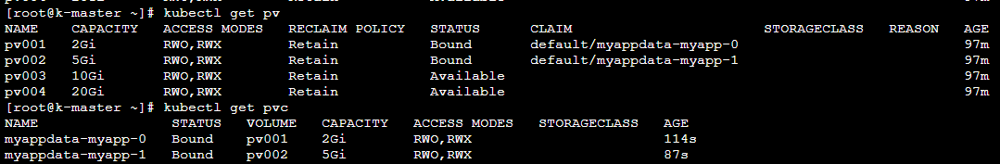 [root@k-master ~]# kubectl get pv
NAME CAPACITY ACCESS MODES RECLAIM POLICY STATUS CLAIM STORAGECLASS REASON AGE
pv001 2Gi RWO,RWX Retain Bound default/myappdata-myapp-0 97m
pv002 5Gi RWO,RWX Retain Bound default/myappdata-myapp-1 97m
pv003 10Gi RWO,RWX Retain Available 97m
pv004 20Gi RWO,RWX Retain Available 97m
[root@k-master ~]# kubectl get pvc
NAME STATUS VOLUME CAPACITY ACCESS MODES STORAGECLASS AGE
myappdata-myapp-0 Bound pv001 2Gi RWO,RWX 114s
myappdata-myapp-1 Bound pv002 5Gi RWO,RWX 87s